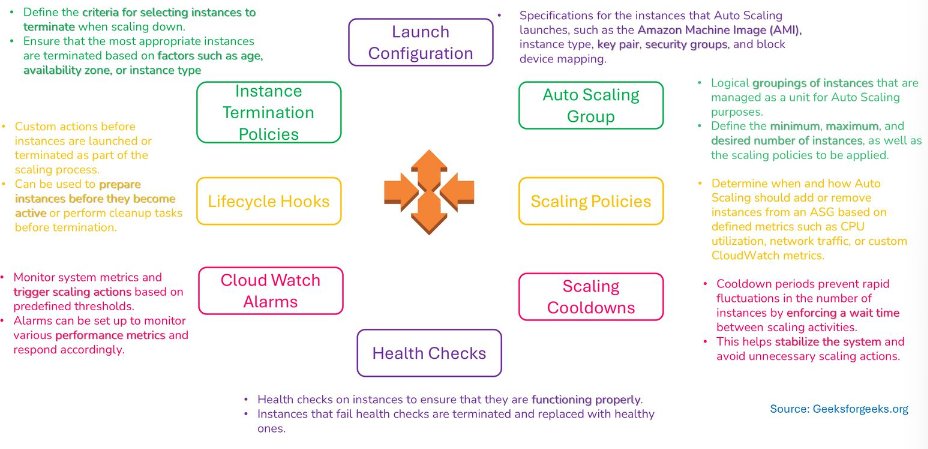 • Define the criteria for selecting instances to
terminate when scaling down.
• Ensure that the most appropriate instances
are terminated based on factors such as age,
availability zone, or instance type
Launch
Configuration
• Specifications for the instances that Auto Scaling
launches, such as the Amazon Machine Image (AMI),
instance type, key pair, security groups, and block
device mapping.
Instance
Termination
Policies
Auto Scaling
Group
• Logical groupings of instances that are
managed as a unit for Auto Scaling
purposes.
• Define the minimum, maximum, and
desired number of instances, as well as
the scaling policies to be applied.
• Custom actions before
instances are launched or
terminated as part of the
scaling process.
• Can be used to prepare
instances before they become
active or perform cleanup tasks
before termination.
Lifecycle Hooks
Scaling Policies
• Determine when and how Auto
Scaling should add or remove
instances from an ASG based on
defined metrics such as CPU
utilization, network traffic, or custom
CloudWatch metrics.
• Monitor system metrics and
trigger scaling actions based on
predefined thresholds.
• Alarms can be set up to monitor
various performance metrics and
respond accordingly.
Cloud Watch
Alarms
Scaling
Cooldowns
• Cooldown periods prevent rapid
fluctuations in the number of
instances by enforcing a wait time
between scaling activities.
• This helps stabilize the system and
avoid unnecessary scaling actions.
Health Checks
• Health checks on instances to ensure that they are functioning properly.
• Instances that fail health checks are terminated and replaced with healthy
ones.
Source: Geeksforgeeks.org